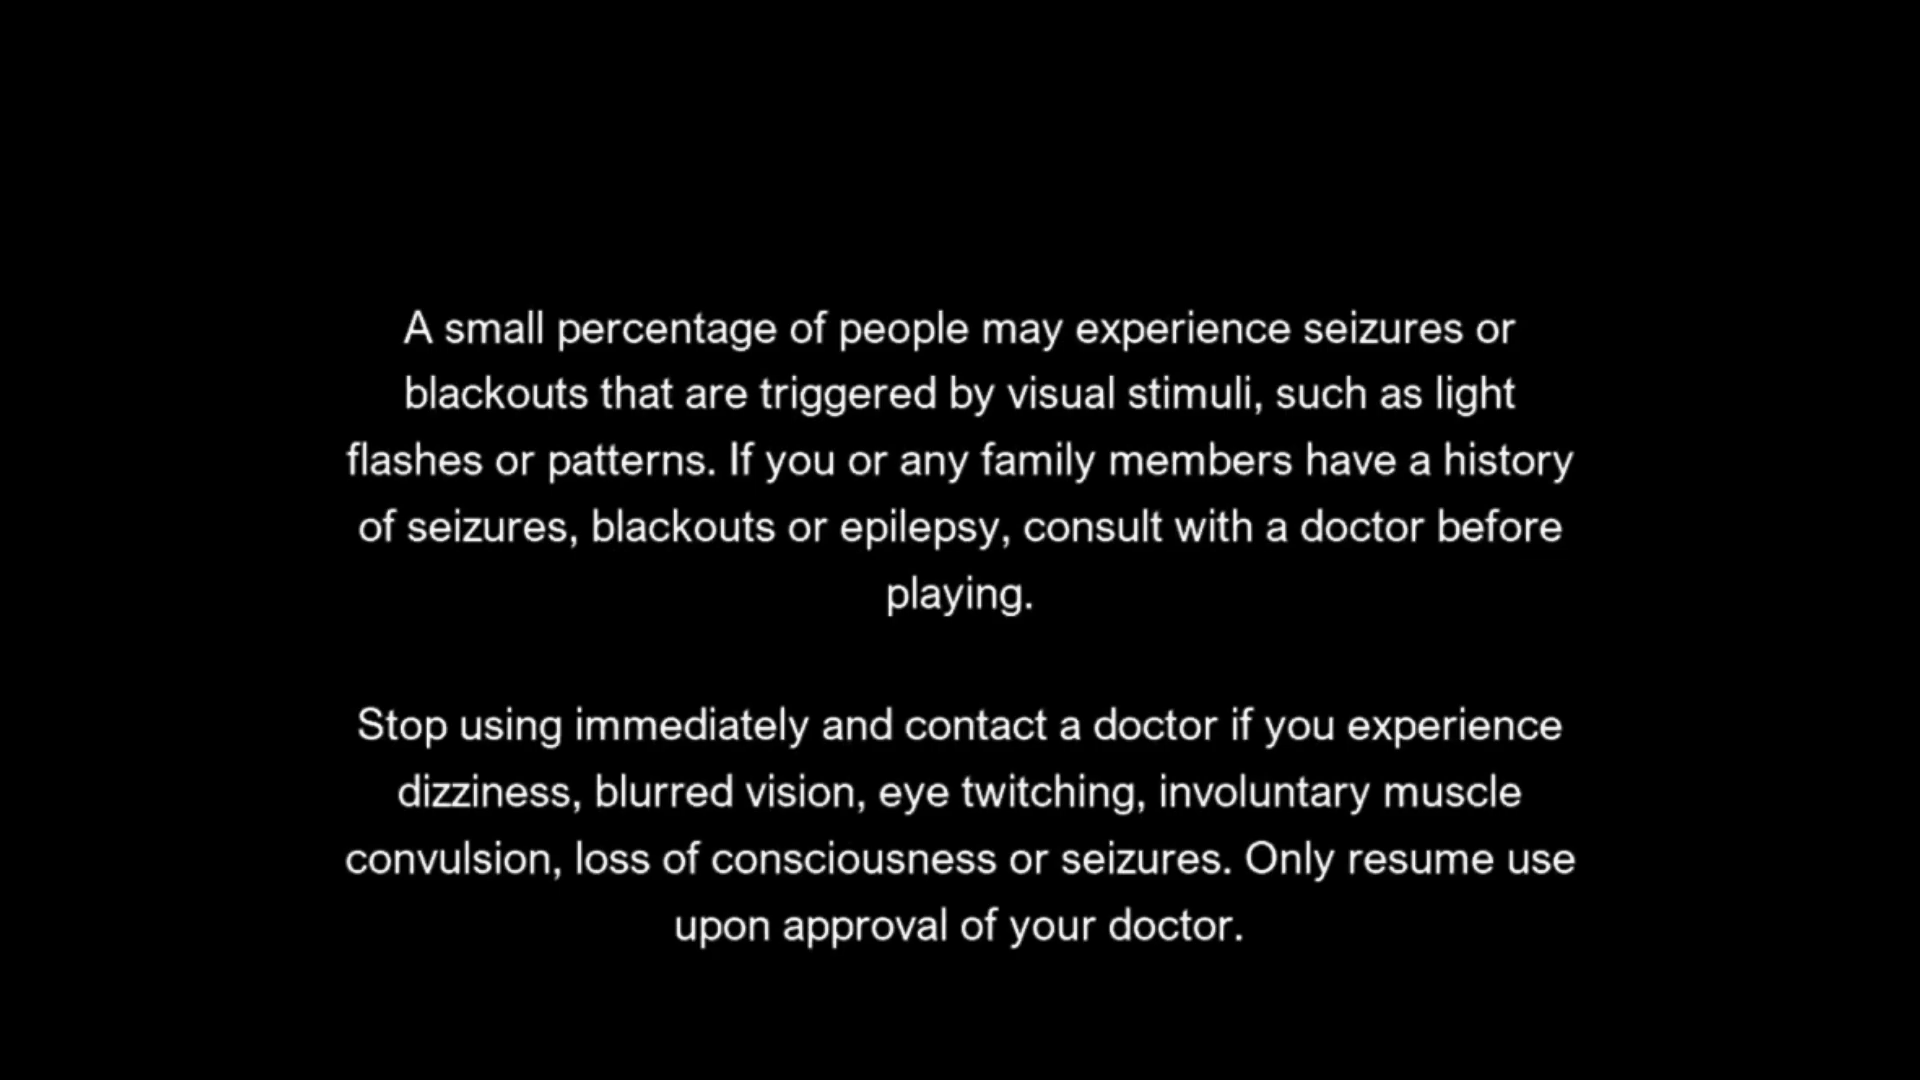 A small percentage of people may experience seizures or
blackouts that are triggered by visual stimuli, such as light
flashes or patterns. If you or any family members have a history
of seizures, blackouts or epilepsy, consult with a doctor before
playing.
Stop using immediately and contact a doctor if you experience
dizziness, blurred vision, eye twitching, involuntary muscle
convulsion, loss of consciousness or seizures. Only resume use
upon approval of your doctor.